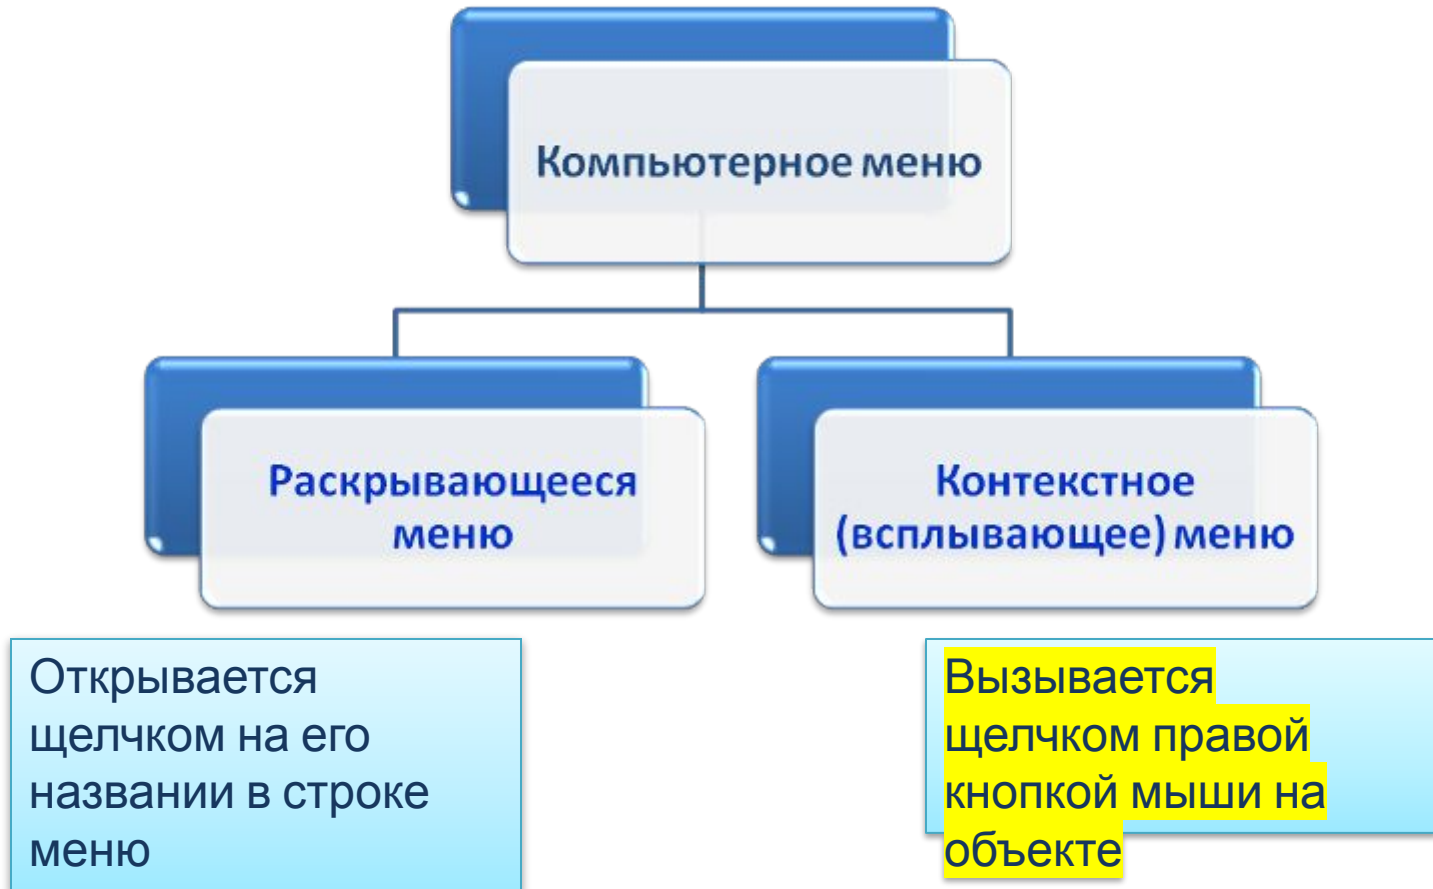 Компьютерное меню
Раскрывающееся
меню
Контекстное
(всплывающее) меню
Открывается
щелчком на его
названии в строке
меню
Вызывается
щелчком правой
кнопкой мыши на
объекте